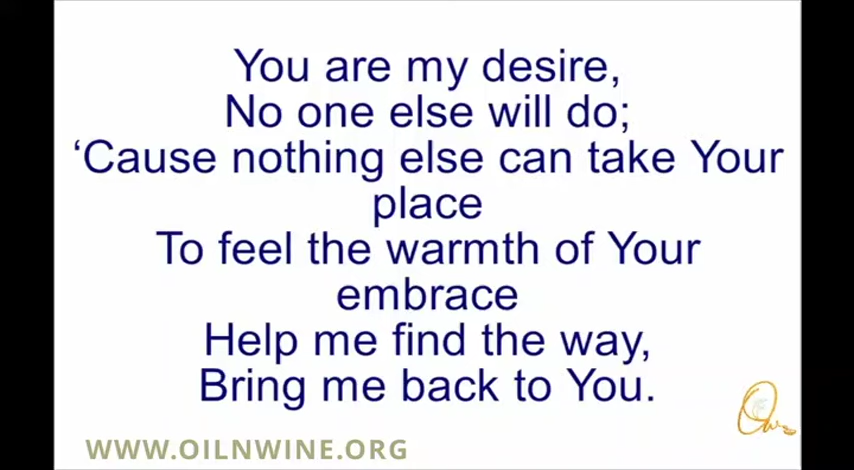 You are my desire,
No one else will do;
‘Cause nothing else can take Your
place
To feel the warmth of Your
embrace
Help me find the way,
Bring me back to You.
WWW.OILNWINE.ORG